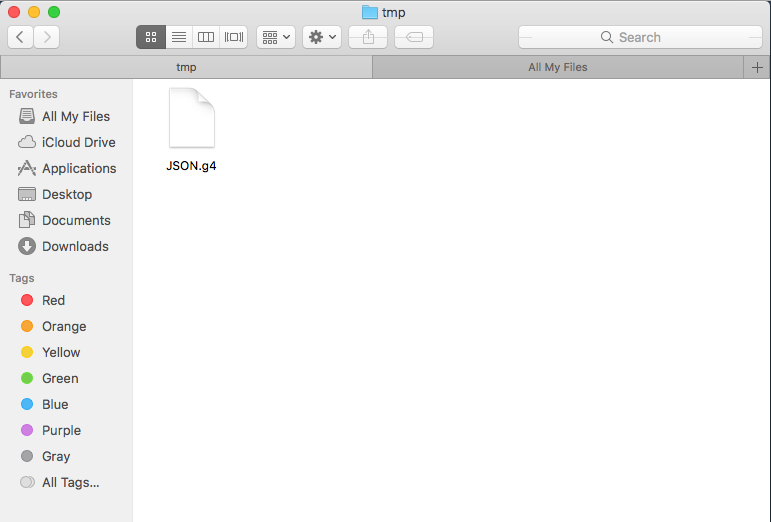 tmp
Search
tmp
All My Files
Favorites
All My Files
iCloud Drive
Applications
Desktop
Documents
Downloads
Tags
Red
Orange
Yellow
Green
Blue
Purple
Gray
All Tags...
JSON.g4